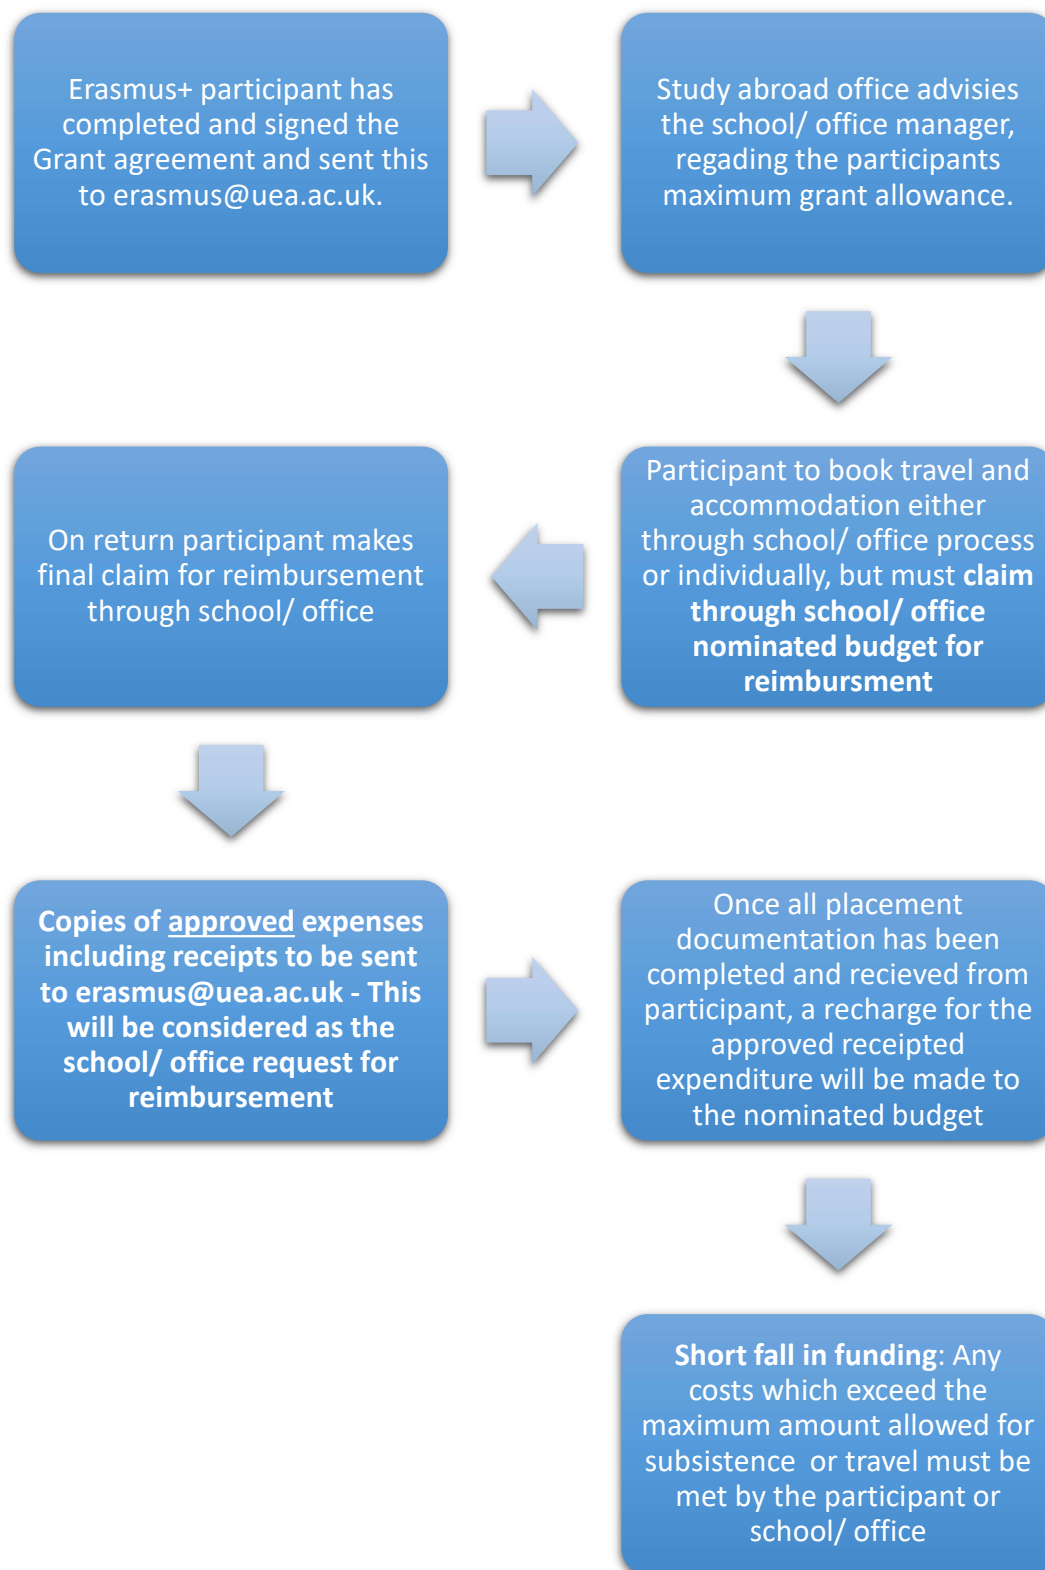 Erasmus+ participant has
completed and signed the
Grant agreement and sent this
to erasmus@uea.ac.uk.
Study abroad office advisies
the school/ office manager,
regading the participants
maximum grant allowance.
Participant to book travel and
accommodation either
through school/ office process
or individually, but must claim
through school/ office
nominated budget for
reimbursment
On return participant makes
final claim for reimbursement
through school/ office
Copies of approved expenses
including receipts to be sent
to erasmus@uea.ac.uk - This
will be considered as the
school/ office request for
reimbursement
Once all placement
documentation has been
completed and recieved from
participant, a recharge for the
approved receipted
expenditure will be made to
the nominated budget
Short fall in funding: Any
costs which exceed the
maximum amount allowed for
subsistence or travel must be
met by the participant or
school/ office